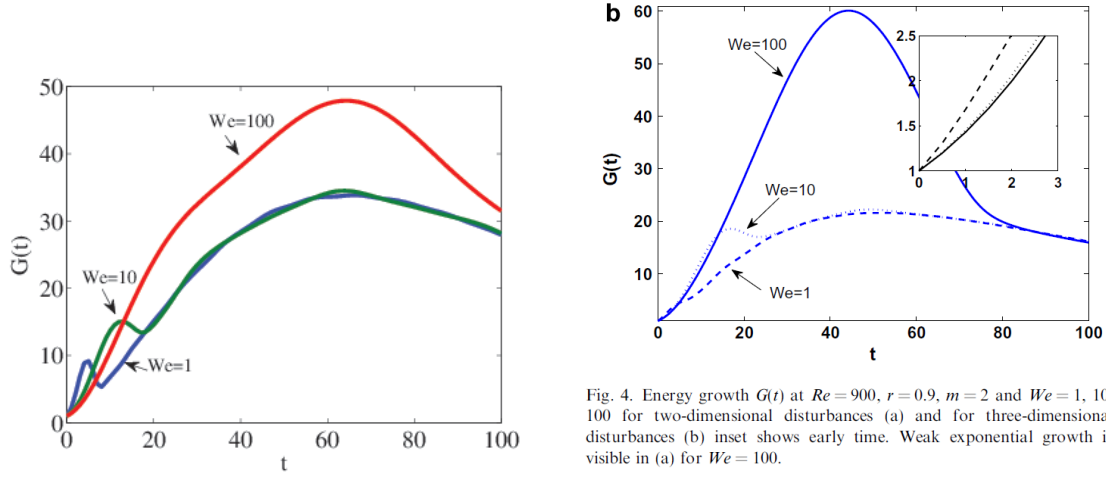 50
40
30
20
10
0
0 20 40 60 80 100
G(t)
t
We=100
We=10
We=1
b
60
50
40
30
20
10
0 20 40 60 80 100
G(t)
t
We=100
We=10
We=1
2.5
2
1.5
1
0 1 2 3
Fig. 4. Energy growth G(t) at Re = 900, r = 0.9, m = 2 and We = 1, 10
100 for two-dimensional disturbances (a) and for three-dimensiona
disturbances (b) inset shows early time. Weak exponential growth i
visible in (a) for We = 100.